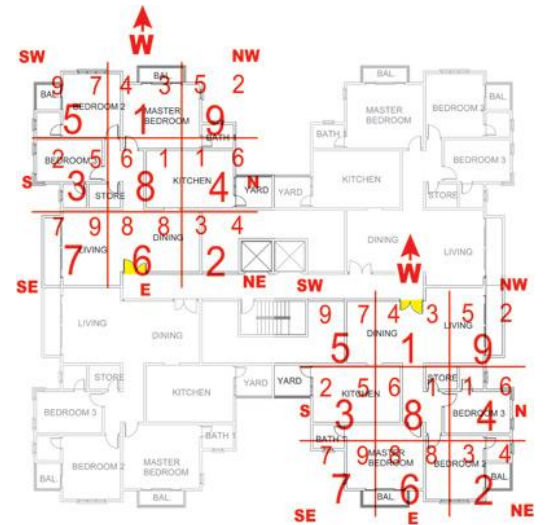 W
SW
NW
BAL
BAL
9 7 4 3 5 2
BAL
BEDROOM 2
MASTER
BEDROOM
MASTER
BEDROOM
BEDROOM 2
BAL
5 1 9
BATH 1
BATH 1
2 5 6 1 1 6
BEDROOM 3
BEDROOM 3
S
3 8 4
KITCHEN
N
YARD
YARD
KITCHEN
STORE
STORE
7 9 8 8 3 4
LIVING
DINING
DINING
LIVING
7 6 2
W
SE
E
NE
SW
NW
LIVING
DINING
9 7 4 3 5 2
DINING
LIVING
5 1 9
STORE
STORE
KITCHEN
YARD
YARD
2 5 6 1 1 6
BEDROOM 3
KITCHEN
BEDROOM 3
S
3 8 4
N
BATH 1
BATH 1
7 9 8 8 3 4
BEDROOM 2
MASTER
BEDROOM
MASTER
BEDROOM
BEDROOM 2
BAL
BAL
7 6 2
BAL
BAL
SE
E
NE